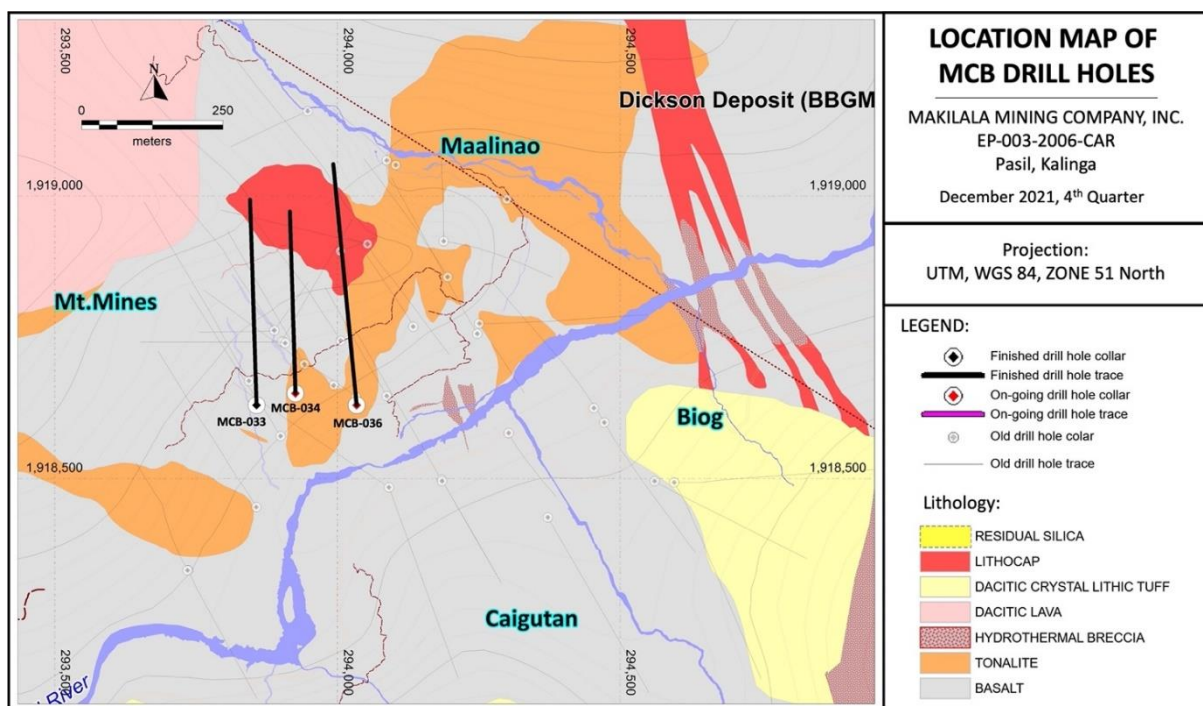 293,500
294,000
294,500
N
0
250
meters
Dickson Deposit (BBGM
Maalinao
1,919,000
1,919,000
Mt.Mines
MCB-033
MCB-034
MCB-036
Biog
1,918,500
1,918,500
Caigutan
293,500
294,000
294,500
River
LOCATION MAP OF
MCB DRILL HOLES
MAKILALA MINING COMPANY, INC.
EP-003-2006-CAR
Pasil, Kalinga
December 2021, 4th Quarter
Projection:
UTM, WGS 84, ZONE 51 North
LEGEND:
Finished drill hole collar
Finished drill hole trace
On-going drill hole collar
On-going drill hole trace
Old drill hole colar
Old drill hole trace
Lithology:
RESIDUAL SILICA
LITHOCAP
DACITIC CRYSTAL LITHIC TUFF
DACITIC LAVA
HYDROTHERMAL BRECCIA
TONALITE
BASALT